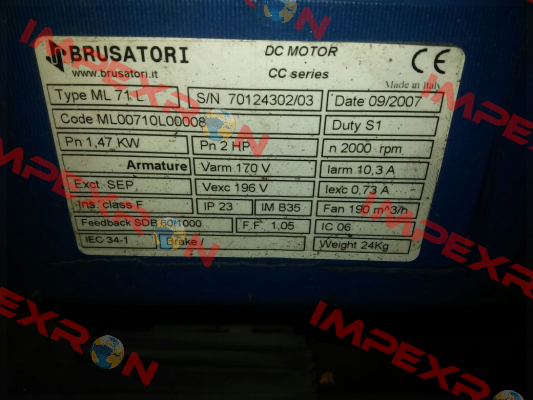 BRUSATORI DC MOTOR CE
www.brusatori.it CC series Made in Italy
Type ML 71 L S/N 70124302/03 Date 09/2007
Code ML00710L00008 Duty S1
Pn 1,47 KW Pn 2 HP n 2000 rpm
Armature Varm 170 V Iarm 10,3 A
Exct SEP Vexc 196 V Iexc 0,73 A
Ins. class F IP 23 IM B35 Fan 190 m^3/h
Feedback SDB 60M000 F.F. 1,05 IC 06
IEC 34-1 Brake / Weight 24Kg
IMPEXRON
IMPEXRON
IMPEXRON
IMPEXRON